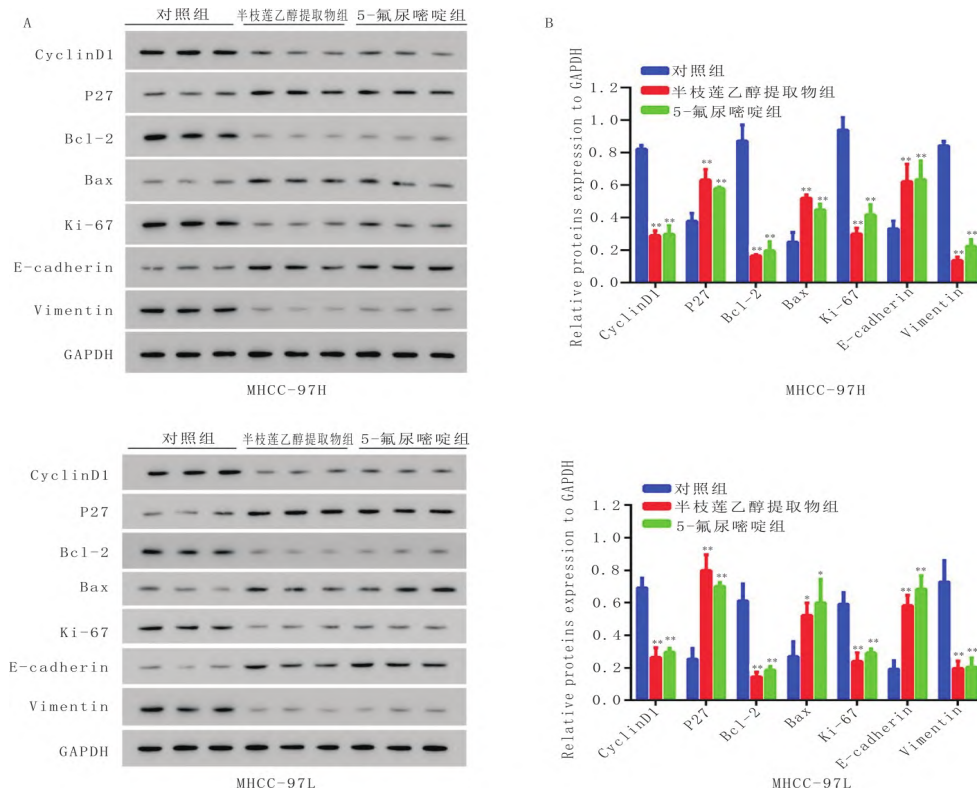 A
对照组 半枝莲乙醇提取物组 5-氟尿嘧啶组
CyclinD1
P27
Bcl-2
Bax
Ki-67
E-cadherin
Vimentin
GAPDH
MHCC-97H
B
Relative proteins expression to GAPDH
对照组
半枝莲乙醇提取物组
5-氟尿嘧啶组
1.2
1.0
0.8
0.6
0.4
0.2
0.0
** ** ** ** ** ** ** ** ** ** ** ** ** **
CyclinD1 P27 Bcl-2 Bax Ki-67 E-cadherin Vimentin
MHCC-97H
对照组 半枝莲乙醇提取物组 5-氟尿嘧啶组
CyclinD1
P27
Bcl-2
Bax
Ki-67
E-cadherin
Vimentin
GAPDH
MHCC-97L
Relative proteins expression to GAPDH
对照组
半枝莲乙醇提取物组
5-氟尿嘧啶组
1.2
1.0
0.8
0.6
0.4
0.2
0.0
** ** ** ** ** ** * * ** ** ** ** ** **
CyclinD1 P27 Bcl-2 Bax Ki-67 E-cadherin Vimentin
MHCC-97L